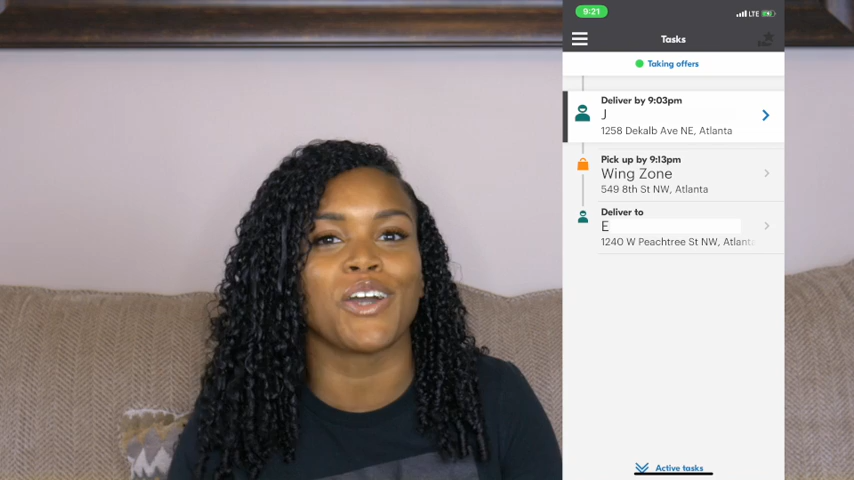 9:21
LTE
Tasks
Taking offers
Deliver by 9:03pm
J
1258 Dekalb Ave NE, Atlanta
Pick up by 9:13pm
Wing Zone
549 8th St NW, Atlanta
Deliver to
E
1240 W Peachtree St NW, Atlanta
Active tasks